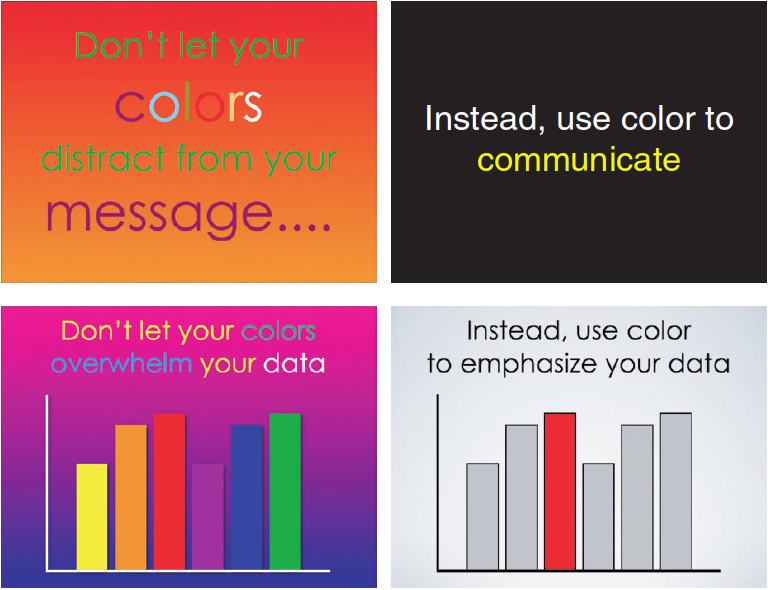 Don't let your
colors
distract from your
message....
Instead, use color to
communicate
Don't let your colors
overwhelm your data
Instead, use color
to emphasize your data